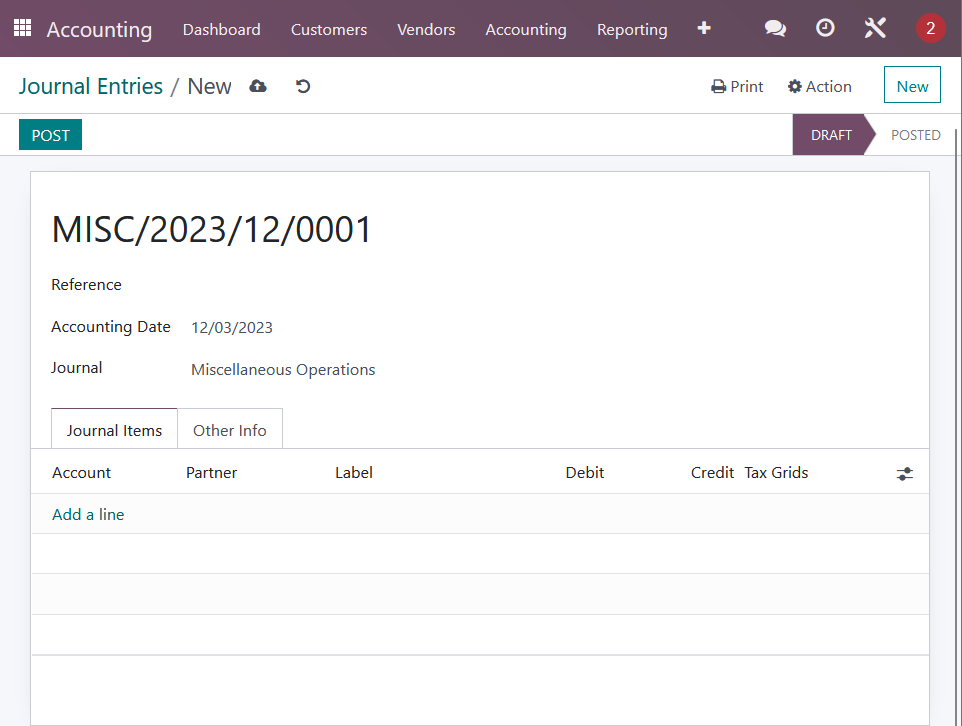 Accounting Dashboard Customers Vendors Accounting Reporting 2
Journal Entries / New Print Action New
POST DRAFT POSTED
MISC/2023/12/0001
Reference
Accounting Date 12/03/2023
Journal Miscellaneous Operations
Journal Items Other Info
Account Partner Label Debit Credit Tax Grids
Add a line